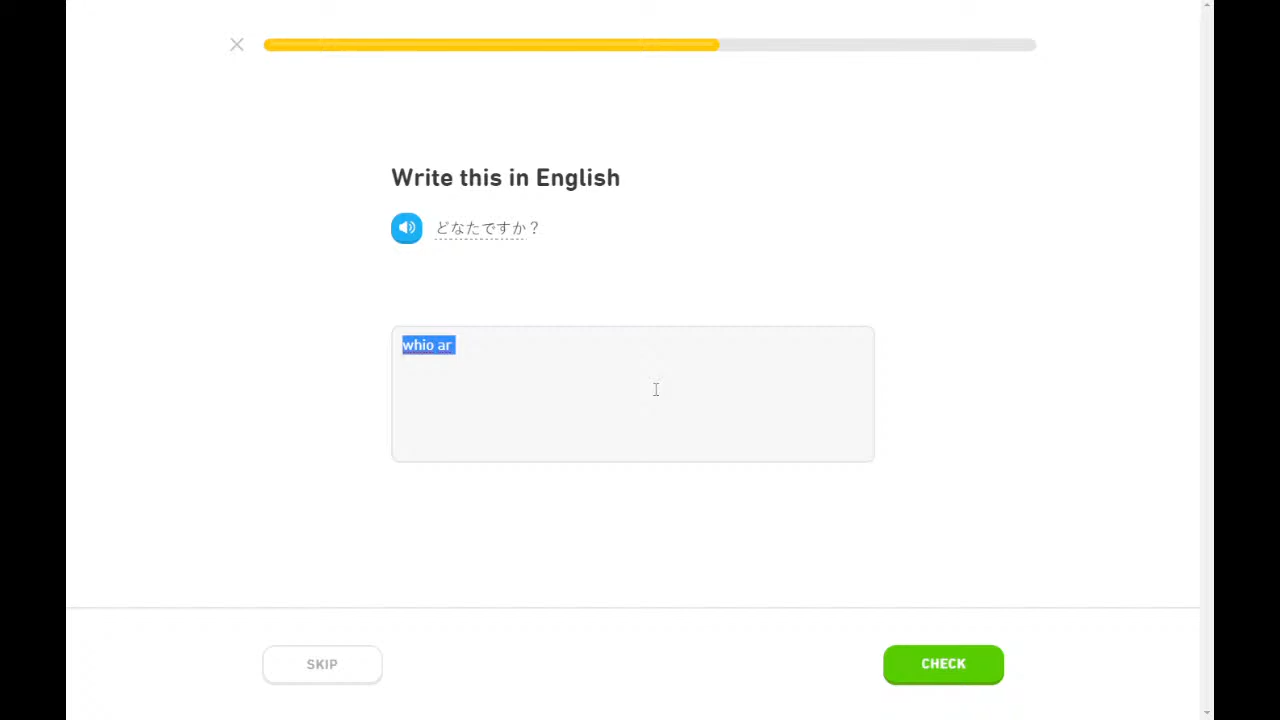 Write this in English
どなたですか？
whio ar
SKIP
CHECK